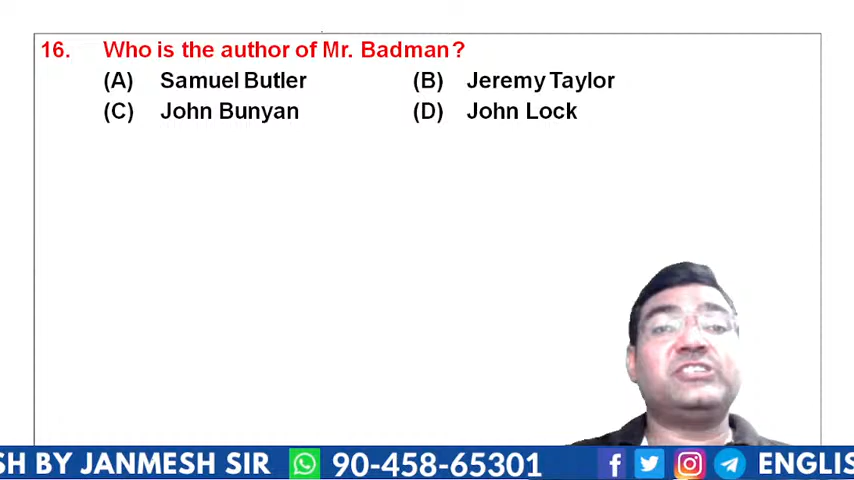 16. Who is the author of Mr. Badman?
(A) Samuel Butler (B) Jeremy Taylor
(C) John Bunyan (D) John Lock
SH BY JANMESH SIR 90-458-65301 ENGLIS